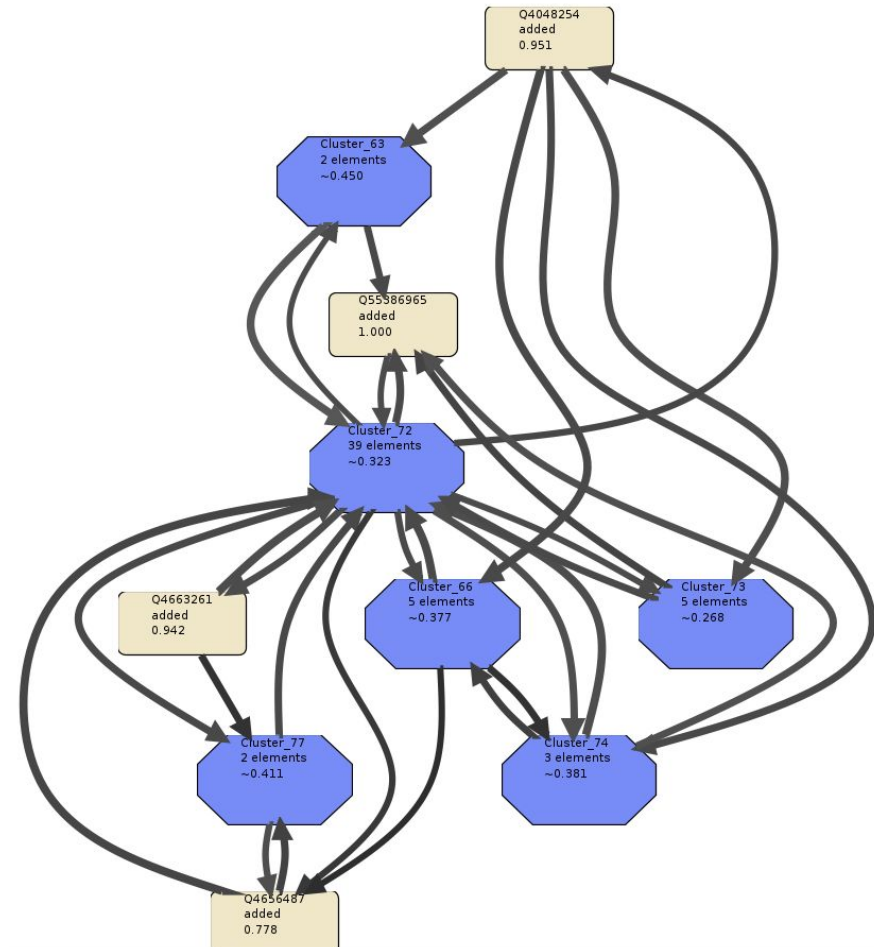 Q4048254
added
0.951
Cluster_63
2 elements
~0.450
Q55386965
added
1.000
Cluster_72
39 elements
~0.323
Cluster_66
5 elements
~0.377
Cluster_73
5 elements
~0.268
Q4663261
added
0.942
Cluster_77
2 elements
~0.411
Cluster_74
3 elements
~0.381
Q4656487
added
0.778